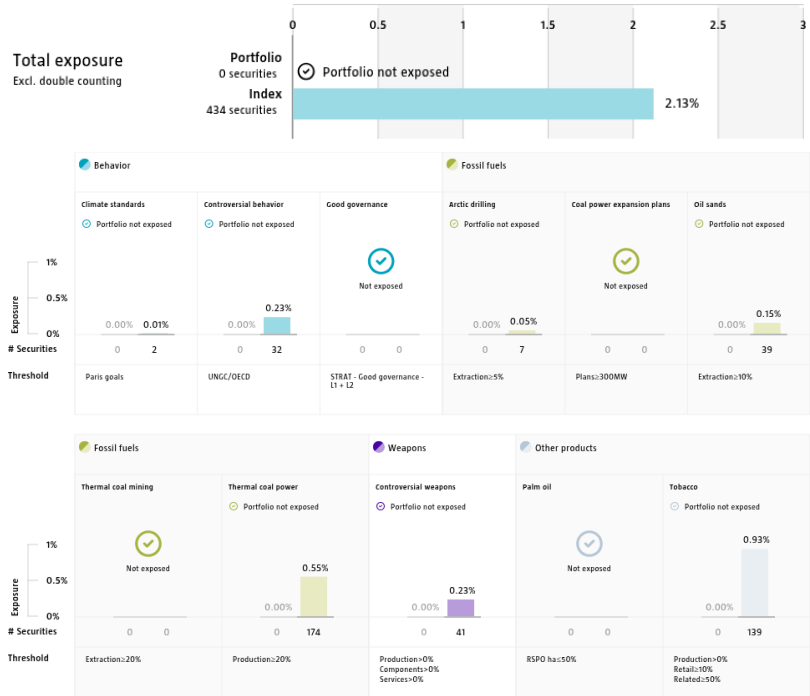 0 0.5 1 1.5 2 2.5 3
Total exposure
Excl. double counting
Portfolio
0 securities
Portfolio not exposed
Index
434 securities
2.13%
Behavior
Fossil fuels
Climate standards
Controversial behavior
Good governance
Arctic drilling
Coal power expansion plans
Oil sands
Portfolio not exposed
Portfolio not exposed
Portfolio not exposed
Portfolio not exposed
Not exposed
Not exposed
Exposure
1%
0.5%
0%
0.00% 0.01%
0.00% 0.23%
0.00% 0.05%
0.00% 0.15%
# Securities
0 2
0 32
0 0
0 7
0 0
0 39
Threshold
Paris goals
UNGC/OECD
STRAT - Good governance -
L1 + L2
Extraction≥5%
Plans≥300MW
Extraction≥10%
Fossil fuels
Weapons
Other products
Thermal coal mining
Thermal coal power
Controversial weapons
Palm oil
Tobacco
Portfolio not exposed
Portfolio not exposed
Portfolio not exposed
Not exposed
Not exposed
Exposure
1%
0.5%
0%
0.00% 0.55%
0.00% 0.23%
0.00% 0.93%
# Securities
0 0
0 174
0 41
0 0
0 139
Threshold
Extraction≥20%
Production≥20%
Production>0%
Components>0%
Services>0%
RSPO ha≤50%
Production>0%
Retail≥10%
Related≥50%